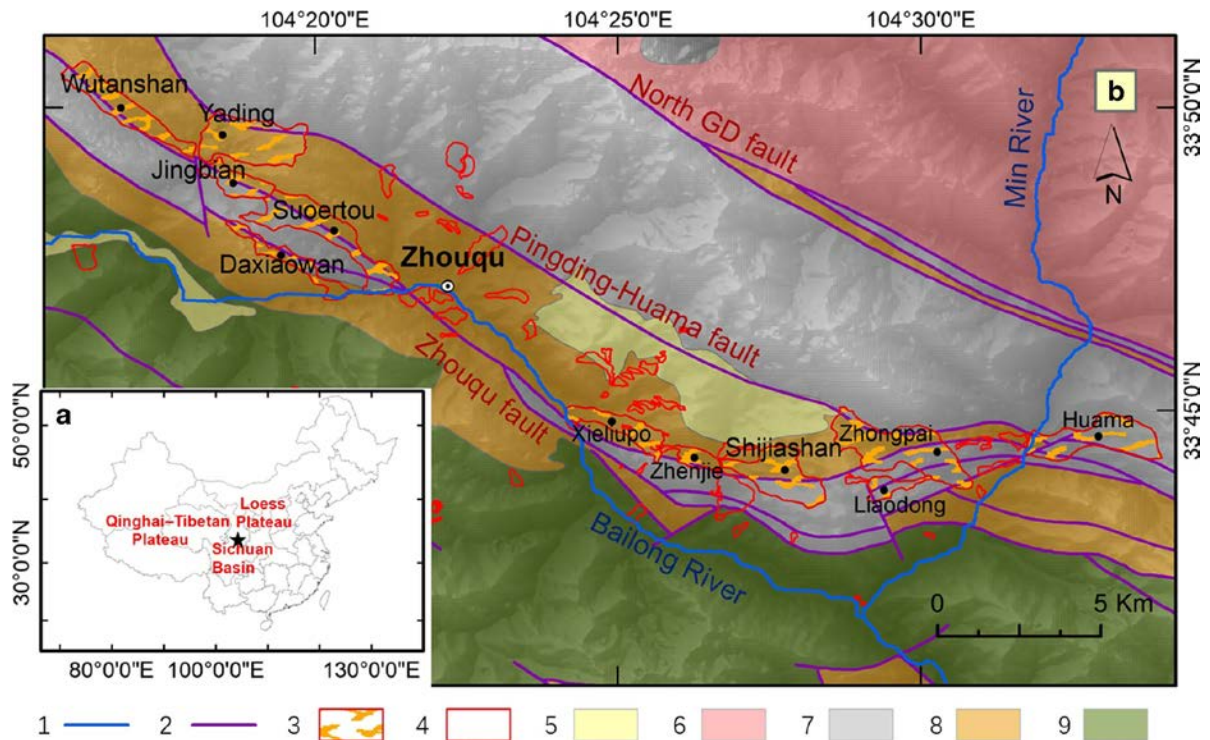 104°20'0"E
104°25'0"E
104°30'0"E
b
N
33°50'0"N
33°45'0"N
Wutanshan
Yading
Jingbian
Suoertou
Daxiaowan
Zhouqu
North GD fault
Pingding-Huama fault
Zhouqu fault
Min River
Bailong River
Xieliupo
Zhenjie
Shijiashan
Zhongpai
Liaodong
Huama
0
5 Km
a
50°0'0"N
30°0'0"N
Qinghai–Tibetan
Plateau
Loess
Plateau
Sichuan
Basin
80°0'0"E
100°0'0"E
130°0'0"E
1 2 3 4 5 6 7 8 9